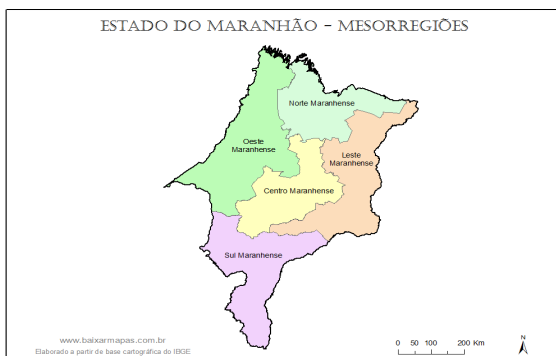 ESTADO DO MARANHÃO - MESORREGIÕES
Norte Maranhense
Oeste
Maranhense
Leste
Maranhense
Centro Maranhense
Sul Maranhense
www.baixarmapas.com.br
Elaborado a partir de base cartográfica do IBGE
0 50 100 200 Km
N